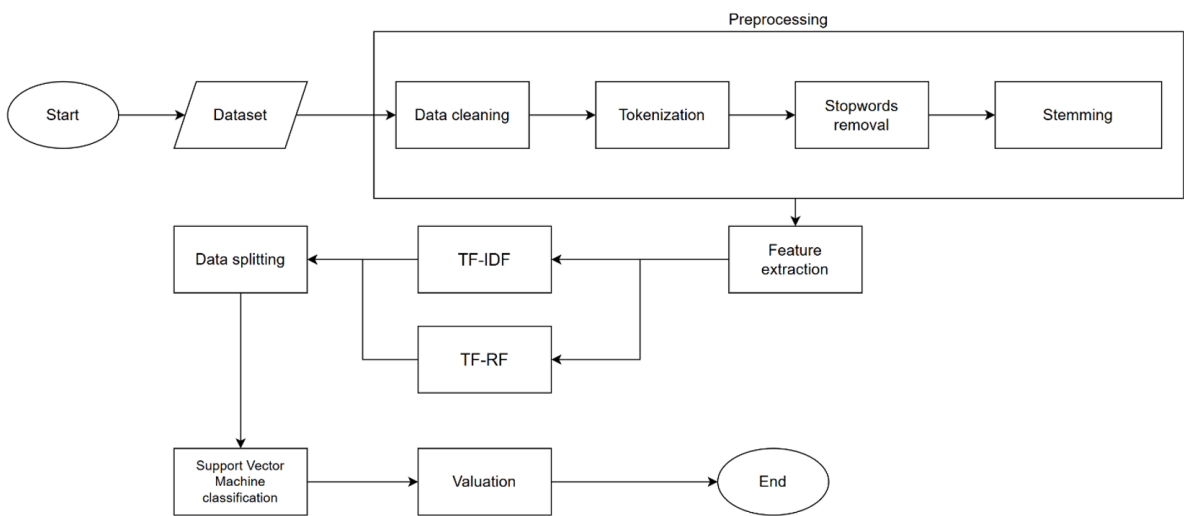 Preprocessing
Start
Dataset
Data cleaning
Tokenization
Stopwords
removal
Stemming
Feature
extraction
TF-IDF
TF-RF
Data splitting
Support Vector
Machine
classification
Valuation
End